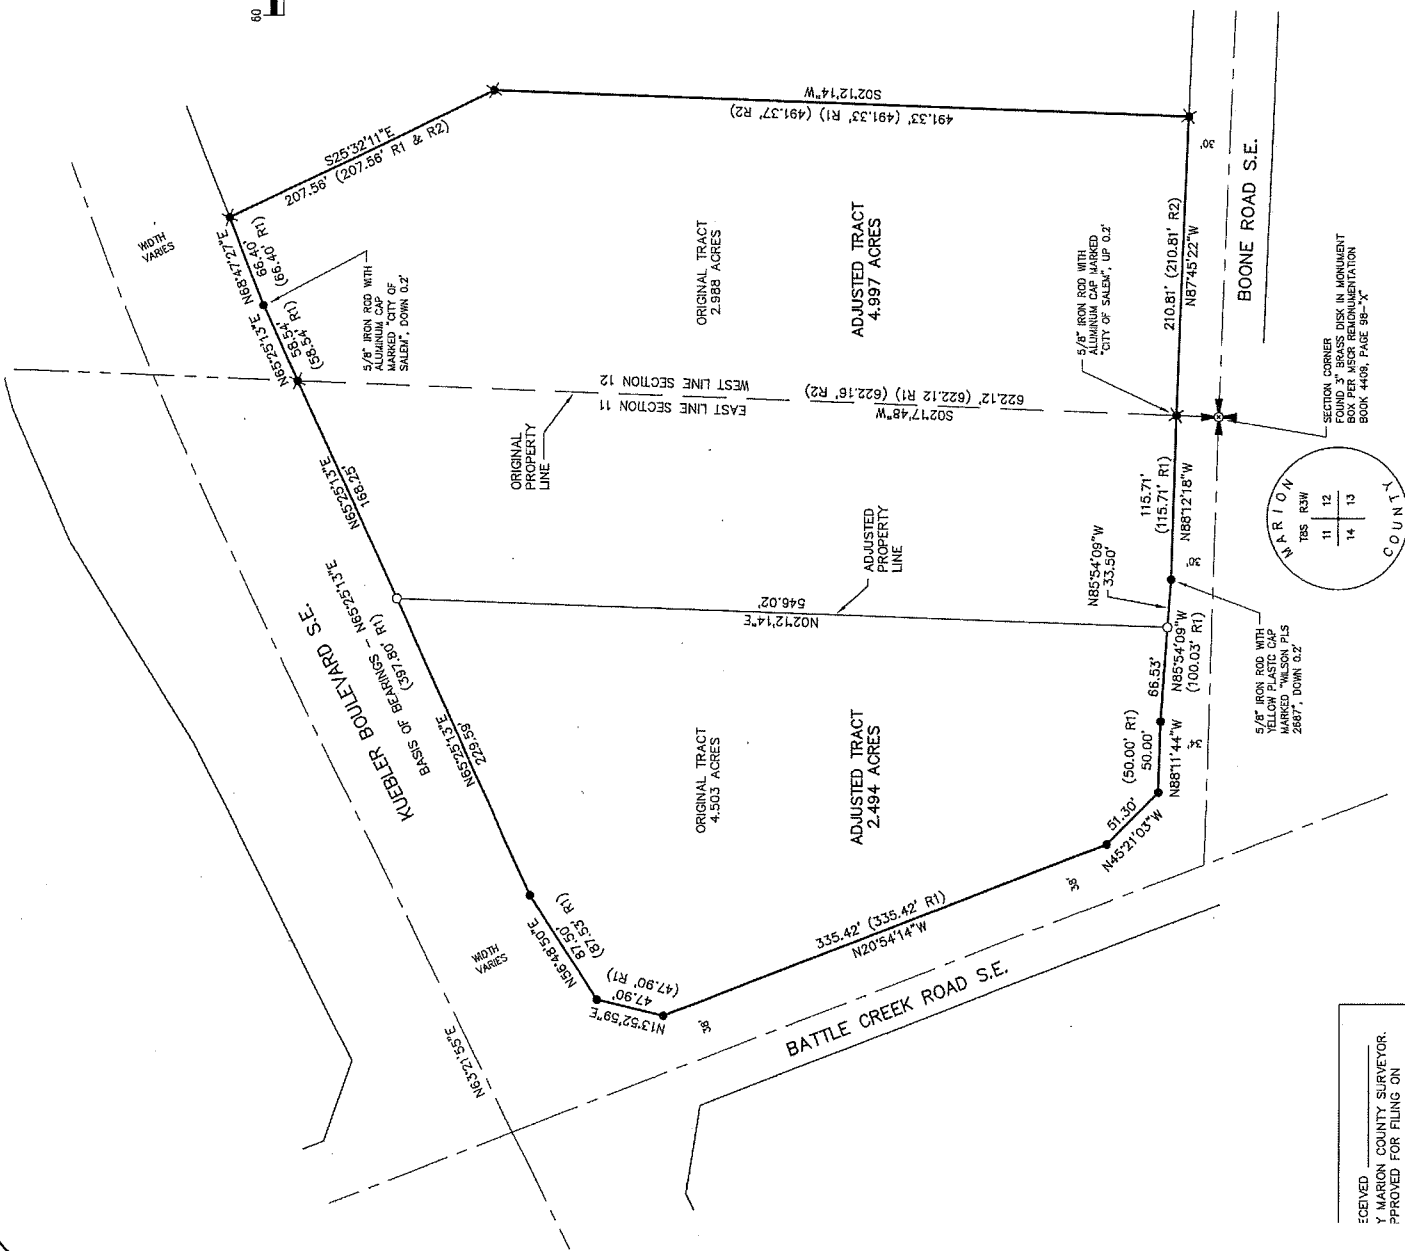 60
WIDTH
VARIES
S25°32'11"E
207.56' (207.56' R1 & R2)
N68°47'27"E
66.40'
(66.40' R1)
N65°25'13"E
58.54'
(58.54' R1)
5/8" IRON ROD WITH
ALUMINUM CAP
MARKED "CITY OF
SALEM", DOWN 0.2'
S02°12'14"W
491.33' (491.33' R1) (491.37' R2)
ORIGINAL TRACT
2.988 ACRES
ADJUSTED TRACT
4.997 ACRES
WEST LINE SECTION 12
EAST LINE SECTION 11
S02°17'48"W
622.12' (622.12 R1) (622.16' R2)
ORIGINAL
PROPERTY
LINE
N65°25'13"E
168.25'
KUEBLER BOULEVARD S.E.
BASIS OF BEARINGS - N65°25'13"E
(397.80' R1)
N65°25'13"E
229.59'
ADJUSTED
PROPERTY
LINE
N02°12'14"E
546.02'
ORIGINAL TRACT
4.503 ACRES
ADJUSTED TRACT
2.494 ACRES
WIDTH
VARIES
N56°48'50"E
87.50'
(87.53' R1)
N13°52'59"E
47.90'
(47.90' R1)
N63°21'55"E
335.42' (335.42' R1)
N20°54'14"W
38'
38'
BATTLE CREEK ROAD S.E.
51.30'
N45°21'03"W
(50.00' R1)
50.00'
N88°11'44"W
34'
66.53'
N85°54'09"W
(100.03' R1)
N85°54'09"W
33.50'
115.71'
(115.71' R1)
N88°12'18"W
5/8" IRON ROD WITH
YELLOW PLASTIC CAP
MARKED "WILSON PLS
2687", DOWN 0.2'
5/8" IRON ROD WITH
ALUMINUM CAP MARKED
"CITY OF SALEM", UP 0.2'
210.81' (210.81' R2)
N87°45'22"W
30'
BOONE ROAD S.E.
SECTION CORNER
FOUND 3" BRASS DISK IN MONUMENT
BOX PER MSCR REMONUMENTATION
BOOK 4409, PAGE 98-"X"
MARION
T8S R3W
11 12
14 13
COUNTY
ECEIVED
Y MARION COUNTY SURVEYOR.
PPROVED FOR FILING ON